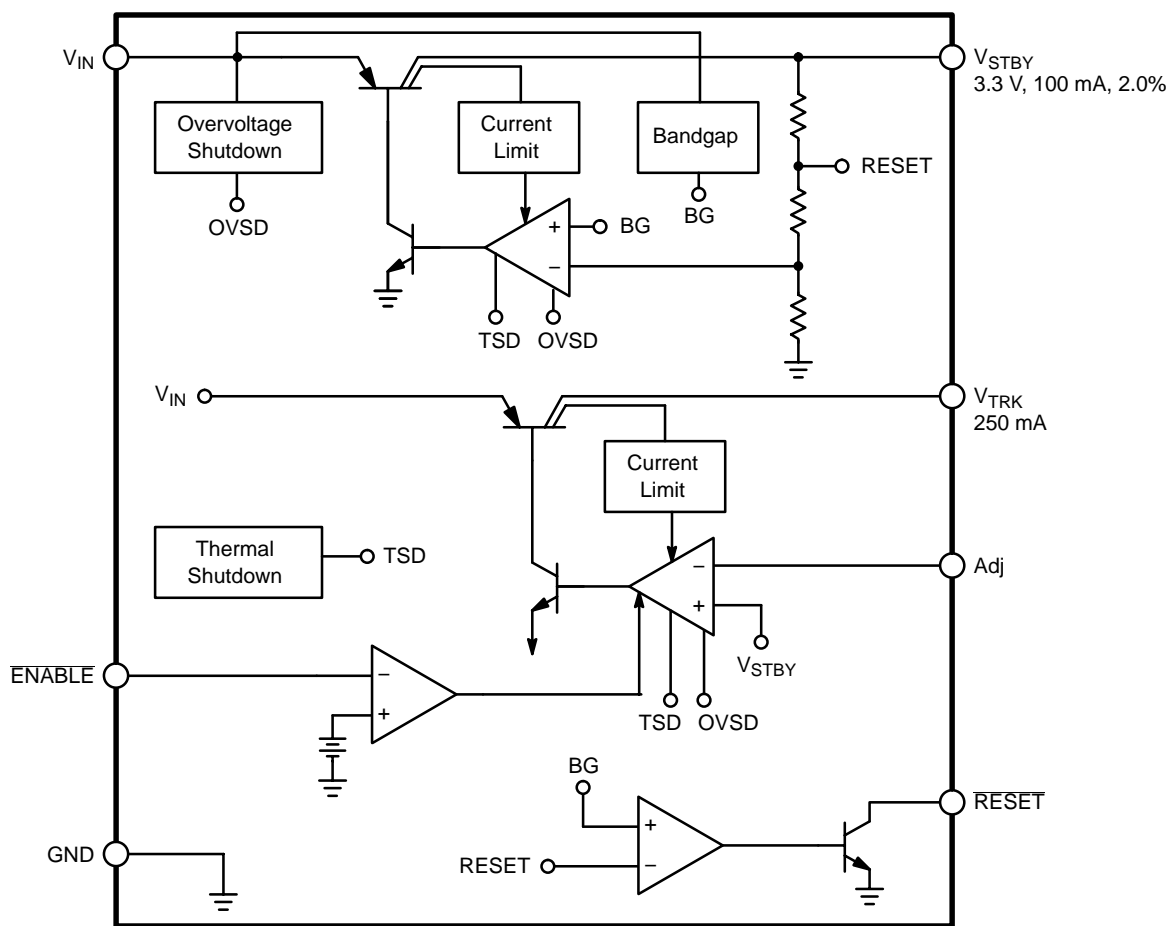 VIN
VSTBY
3.3 V, 100 mA, 2.0%
Overvoltage
Shutdown
Current
Limit
Bandgap
RESET
OVSD
BG
+
BG
−
TSD
OVSD
VIN
VTRK
250 mA
Current
Limit
Thermal
Shutdown
TSD
−
Adj
+
VSTBY
ENABLE
−
+
TSD
OVSD
BG
RESET
+
GND
RESET
−